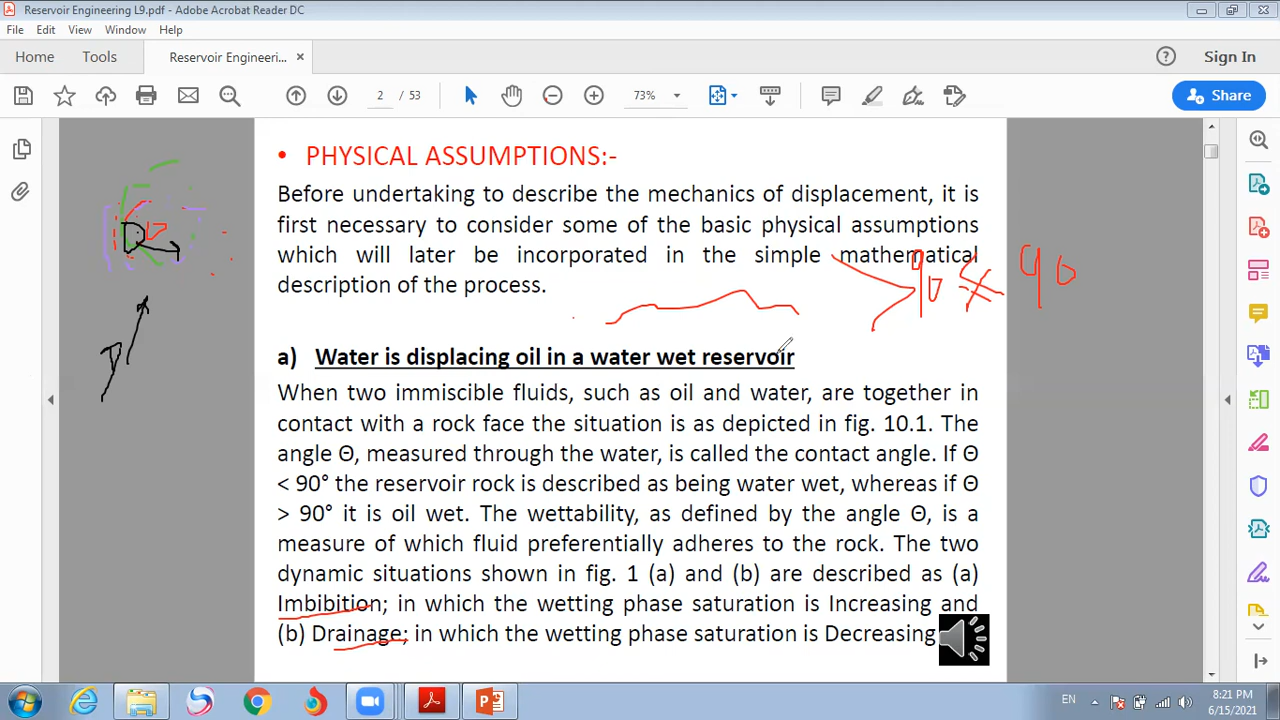 Reservoir Engineering L9.pdf - Adobe Acrobat Reader DC
File Edit View Window Help
Home Tools Reservoir Engineeri... × Sign In
2 / 53 73% Share
• PHYSICAL ASSUMPTIONS:-
Before undertaking to describe the mechanics of displacement, it is
first necessary to consider some of the basic physical assumptions
which will later be incorporated in the simple mathematical
description of the process.
90 90
a) Water is displacing oil in a water wet reservoir
When two immiscible fluids, such as oil and water, are together in
contact with a rock face the situation is as depicted in fig. 10.1. The
angle Θ, measured through the water, is called the contact angle. If Θ
< 90° the reservoir rock is described as being water wet, whereas if Θ
> 90° it is oil wet. The wettability, as defined by the angle Θ, is a
measure of which fluid preferentially adheres to the rock. The two
dynamic situations shown in fig. 1 (a) and (b) are described as (a)
Imbibition; in which the wetting phase saturation is Increasing and
(b) Drainage; in which the wetting phase saturation is Decreasing
EN 8:21 PM
6/15/2021